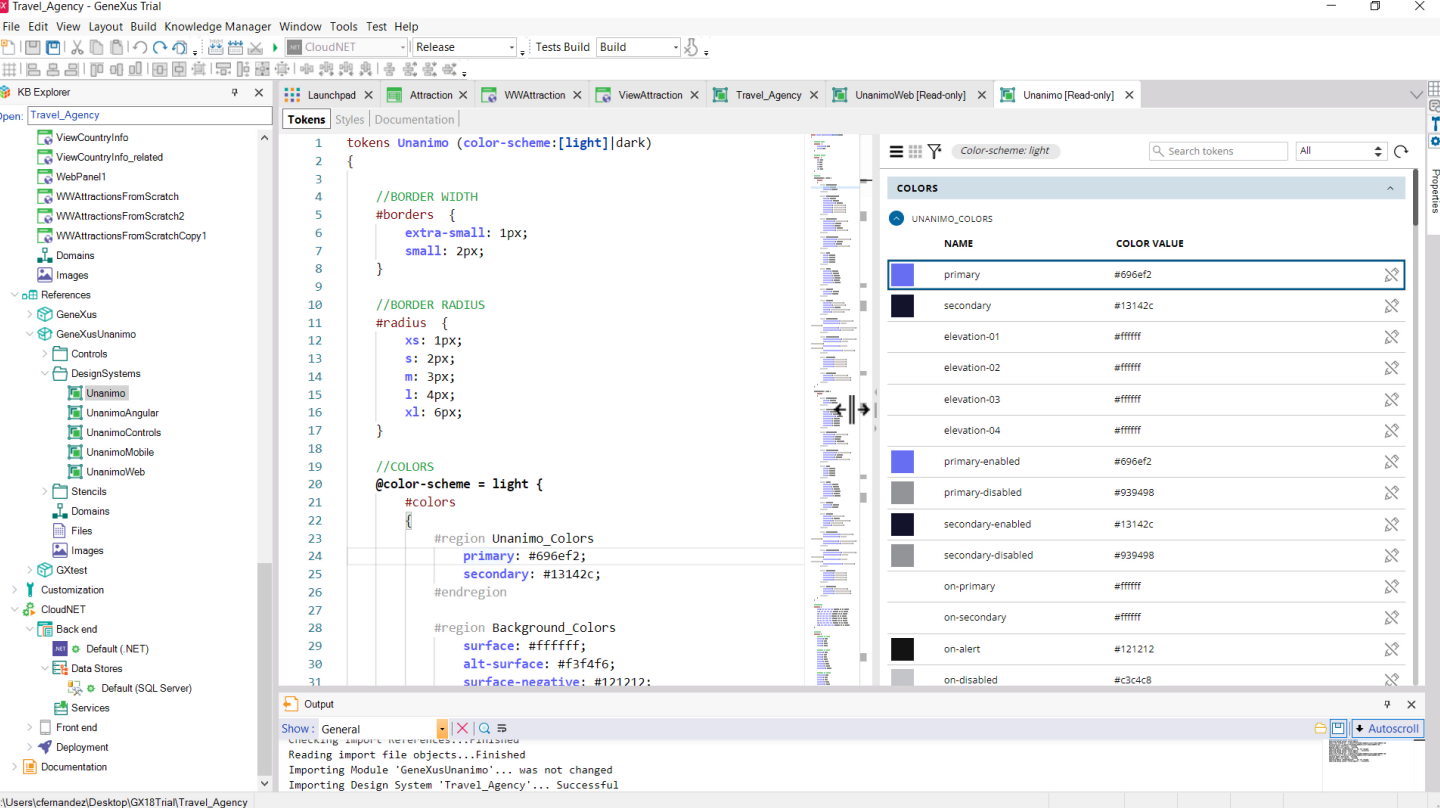 Travel_Agency - GeneXus Trial
File Edit View Layout Build Knowledge Manager Window Tools Test Help
.NET CloudNET Release Tests Build Build
KB Explorer
Open: Travel_Agency
ViewCountryInfo
ViewCountryInfo_related
WebPanel1
WWAttractionsFromScratch
WWAttractionsFromScratch2
WWAttractionsFromScratchCopy1
Domains
Images
References
GeneXus
GeneXusUnanimo
Controls
DesignSystems
Unanimo
UnanimoAngular
UnanimoControls
UnanimoMobile
UnanimoWeb
Stencils
Domains
Files
Images
GXtest
Customization
CloudNET
Back end
.NET Default (.NET)
Data Stores
Default (SQL Server)
Services
Front end
Deployment
Documentation
Launchpad Attraction WWAttraction ViewAttraction Travel_Agency UnanimoWeb [Read-only] Unanimo [Read-only]
Tokens Styles Documentation
1 tokens Unanimo (color-scheme:[light]|dark)
2 {
3
4 //BORDER WIDTH
5 #borders {
6 extra-small: 1px;
7 small: 2px;
8 }
9
10 //BORDER RADIUS
11 #radius {
12 xs: 1px;
13 s: 2px;
14 m: 3px;
15 l: 4px;
16 xl: 6px;
17 }
18
19 //COLORS
20 @color-scheme = light {
21 #colors
22 {
23 #region Unanimo_Colors
24 primary: #696ef2;
25 secondary: #13142c;
26 #endregion
27
28 #region Background_Colors
29 surface: #ffffff;
30 alt-surface: #f3f4f6;
31 surface-negative: #121212;
Color-scheme: light Search tokens All
COLORS
UNANIMO_COLORS
NAME COLOR VALUE
primary #696ef2
secondary #13142c
elevation-01 #ffffff
elevation-02 #ffffff
elevation-03 #ffffff
elevation-04 #ffffff
primary-enabled #696ef2
primary-disabled #939498
secondary-enabled #13142c
secondary-disabled #939498
on-primary #ffffff
on-secondary #ffffff
on-alert #121212
on-disabled #c3c4c8
Properties
Output
Show: General Autoscroll
Checking import References...Finished
Reading import file objects...Finished
Importing Module 'GeneXusUnanimo'... was not changed
Importing Design System 'Travel_Agency'... Successful
:\Users\cfernandez\Desktop\GX18Trial\Travel_Agency